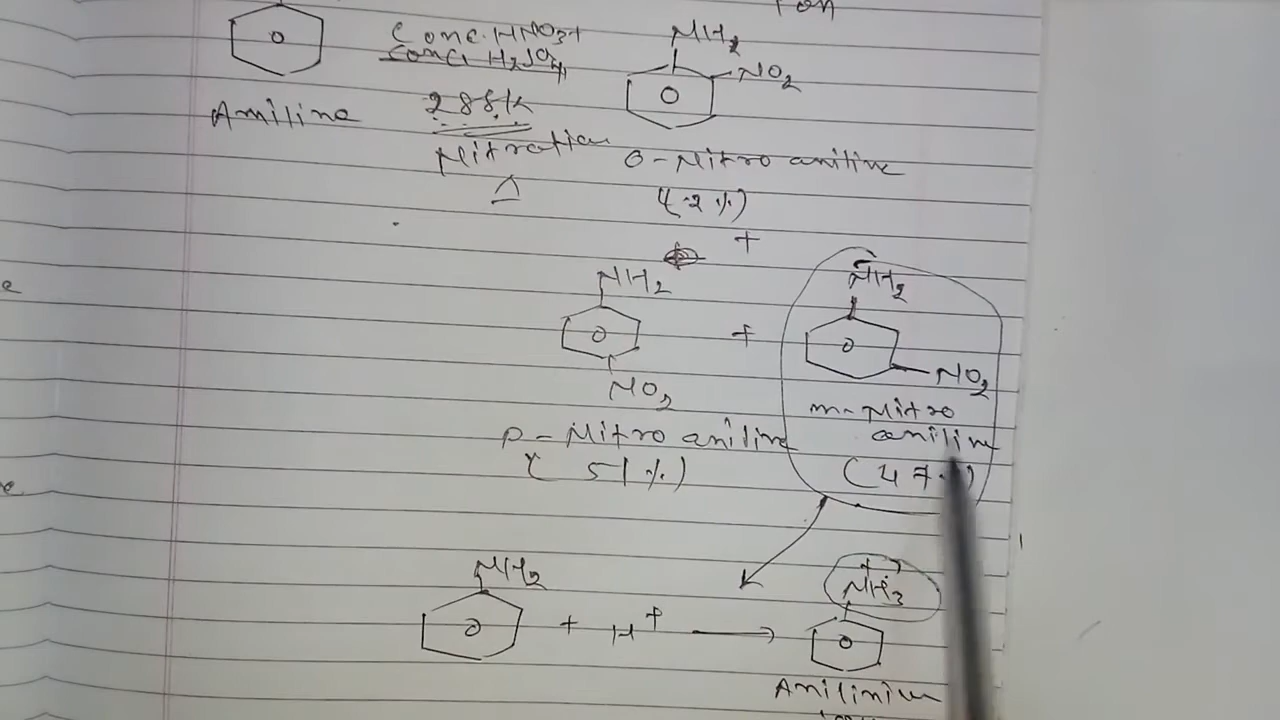 Conc. HNO3+
Conc. H2SO4
Aniline
288K
Nitration
Δ
NH2
NO2
O-Nitro aniline
(2%)
+
NH2
NO2
P-Nitro aniline
(51%)
+
NH2
NO2
m-Nitro
aniline
(47%)
NH2
+ H+
+
NH3
Anilinium